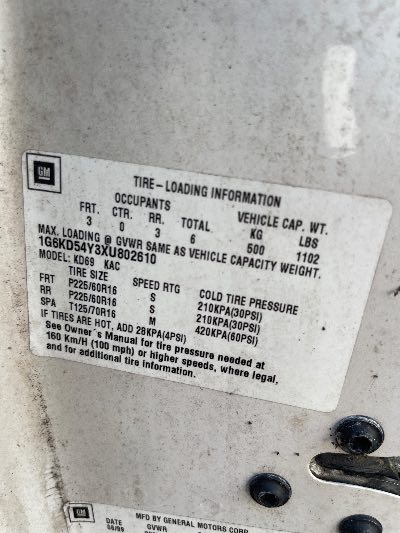 GM
TIRE-LOADING INFORMATION
OCCUPANTS VEHICLE CAP. WT.
FRT. CTR. RR. TOTAL KG LBS
3 0 3 6 500 1102
MAX. LOADING @ GVWR SAME AS VEHICLE CAPACITY WEIGHT.
1G6KD54Y3XU802610
MODEL: KD69 KAC
TIRE SIZE SPEED RTG COLD TIRE PRESSURE
FRT P225/60R16 S 210KPA(30PSI)
RR P225/60R16 S 210KPA(30PSI)
SPA T125/70R16 M 420KPA(60PSI)
IF TIRES ARE HOT, ADD 28KPA(4PSI)
See Owner's Manual for tire pressure needed at
160 Km/H (100 mph) or higher speeds, where legal,
and for additional tire information.
GM
MFD BY GENERAL MOTORS CORP
DATE GVWR